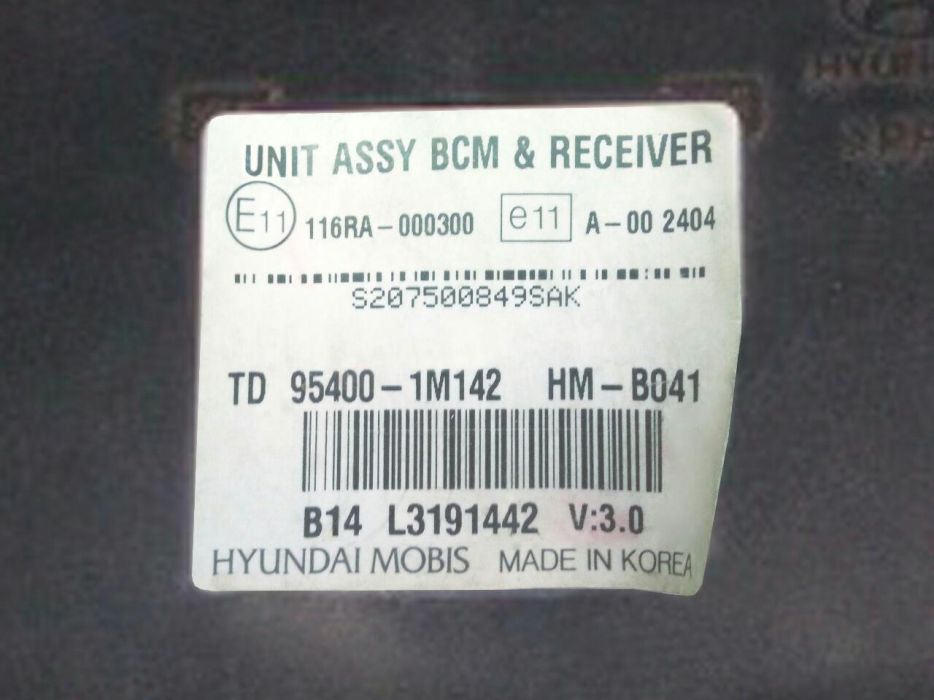 UNIT ASSY BCM & RECEIVER
E11 116RA-000300 e11 A-00 2404
S207500849SAK
TD 95400-1M142 HM-B041
B14 L3191442 V:3.0
HYUNDAI MOBIS MADE IN KOREA